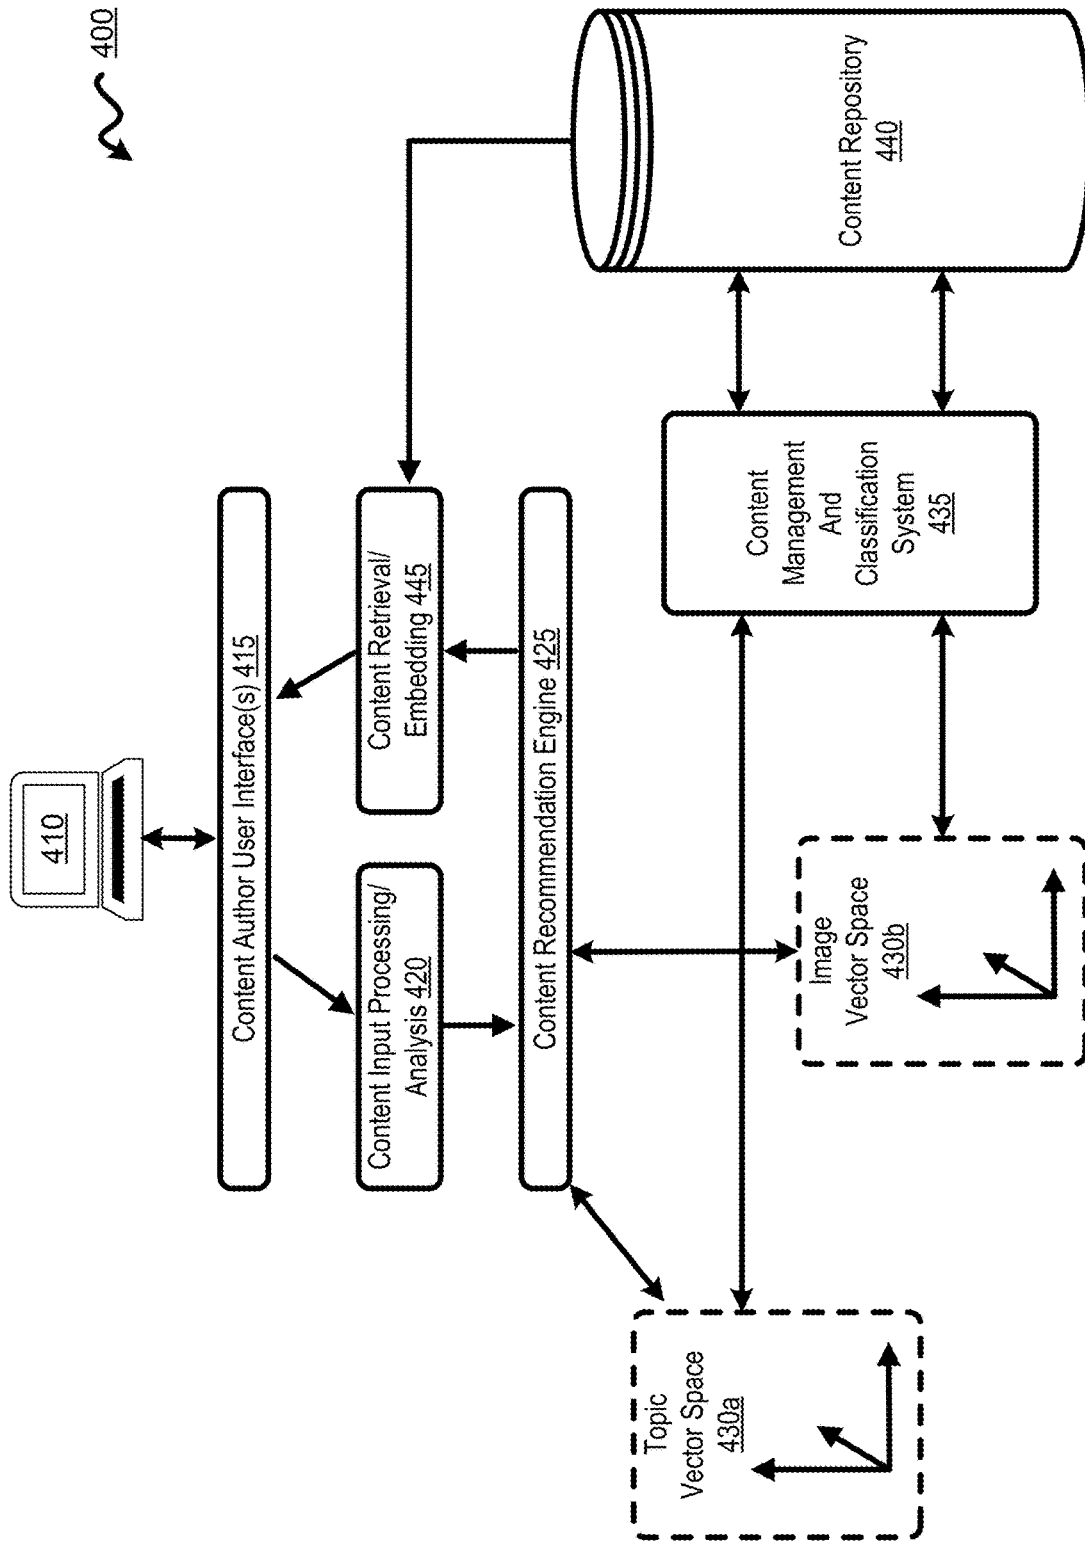 400
410
Content Author User Interface(s) 415
Content Input Processing/
Analysis 420
Content Retrieval/
Embedding 445
Content Recommendation Engine 425
Topic
Vector Space
430a
Image
Vector Space
430b
Content
Management
And
Classification
System
435
Content Repository
440